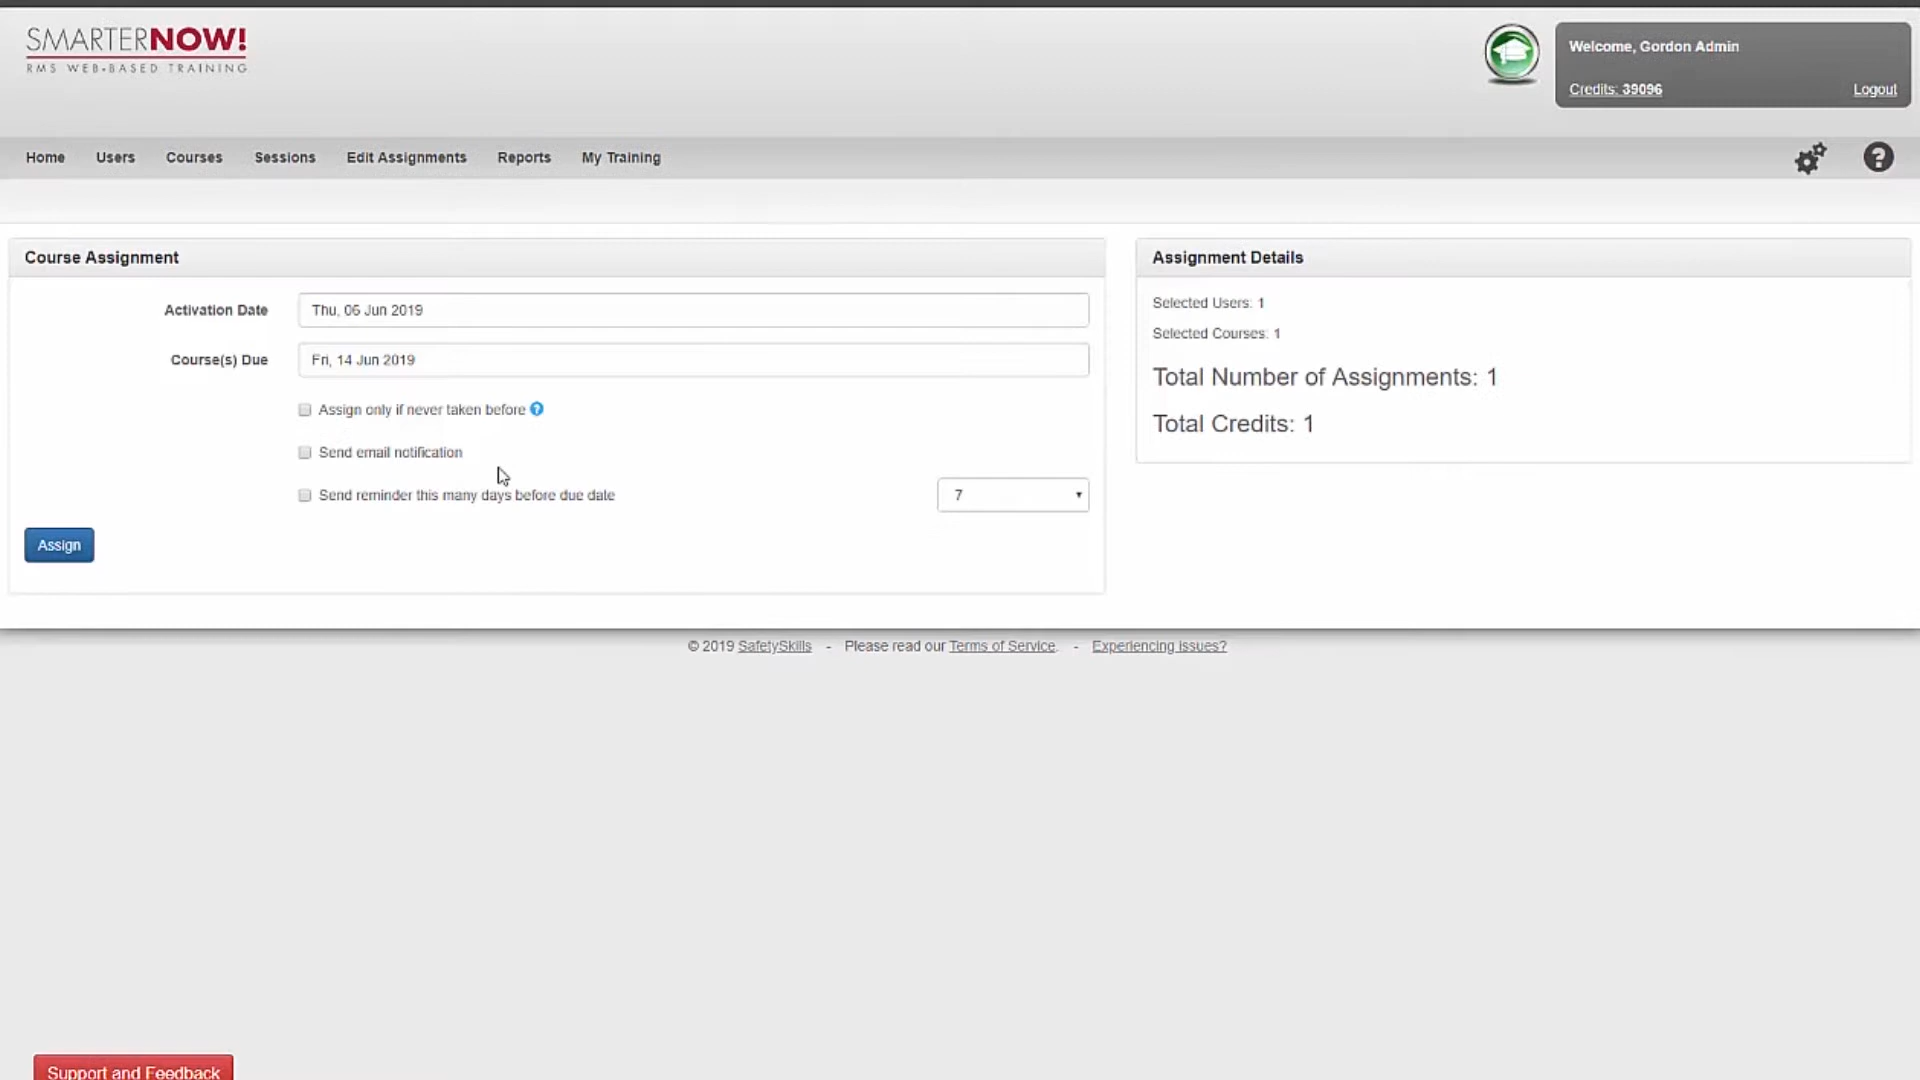 SMARTERNOW!
RMS WEB-BASED TRAINING
Welcome, Gordon Admin
Credits: 39096
Logout
Home
Users
Courses
Sessions
Edit Assignments
Reports
My Training
?
Course Assignment
Activation Date
Thu, 06 Jun 2019
Course(s) Due
Fri, 14 Jun 2019
Assign only if never taken before ?
Send email notification
Send reminder this many days before due date
7
Assign
Assignment Details
Selected Users: 1
Selected Courses: 1
Total Number of Assignments: 1
Total Credits: 1
© 2019 SafetySkills - Please read our Terms of Service. - Experiencing issues?
Support and Feedback